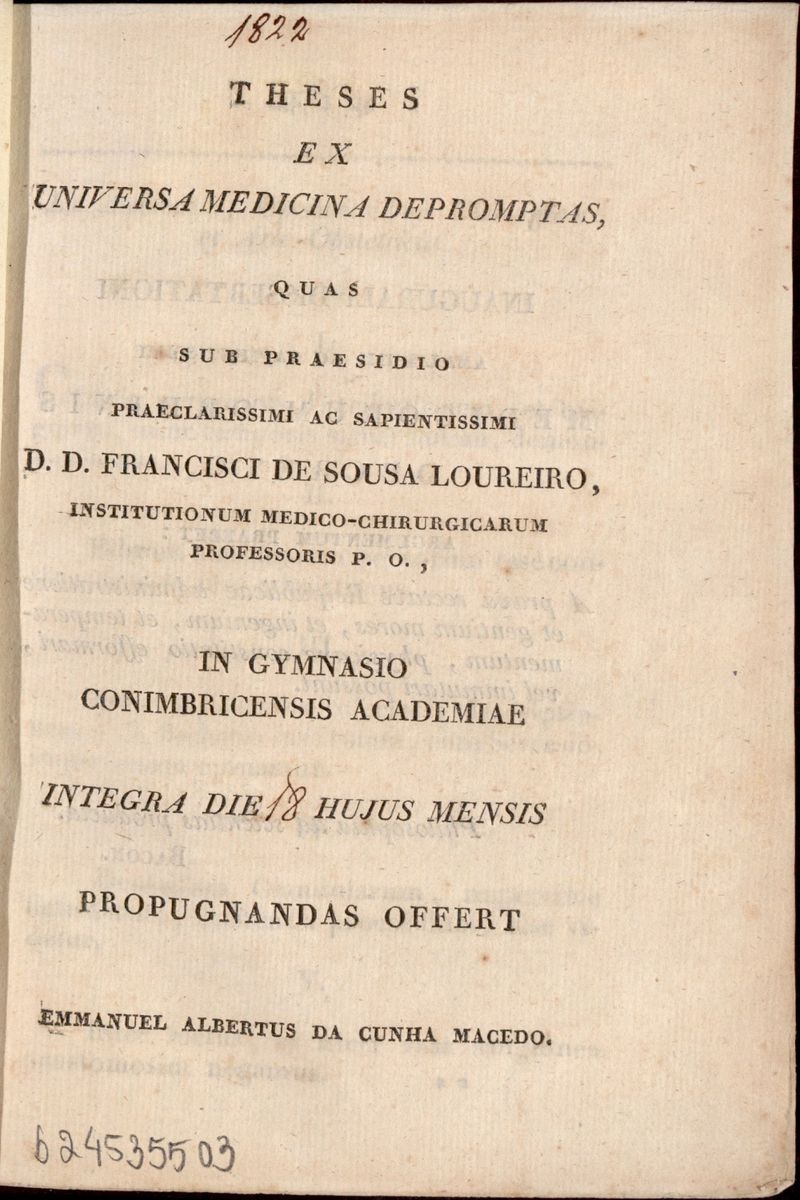 1822
THESES
EX
UNIVERSA MEDICINA DEPROMPTAS,
QUAS
SUB PRAESIDIO
PRAECLARISSIMI AC SAPIENTISSIMI
D. D. FRANCISCI DE SOUSA LOUREIRO,
INSTITUTIONUM MEDICO-CHIRURGICARUM
PROFESSORIS P. O.,
IN GYMNASIO
CONIMBRICENSIS ACADEMIAE
INTEGRA DIE 18 HUJUS MENSIS
PROPUGNANDAS OFFERT
EMMANUEL ALBERTUS DA CUNHA MACEDO.
b24535503